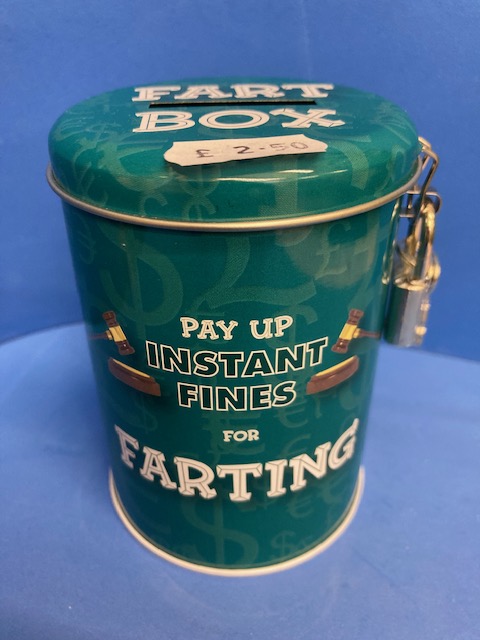 FART
BOX
£ 2.50
PAY UP
INSTANT
FINES
FOR
FARTING